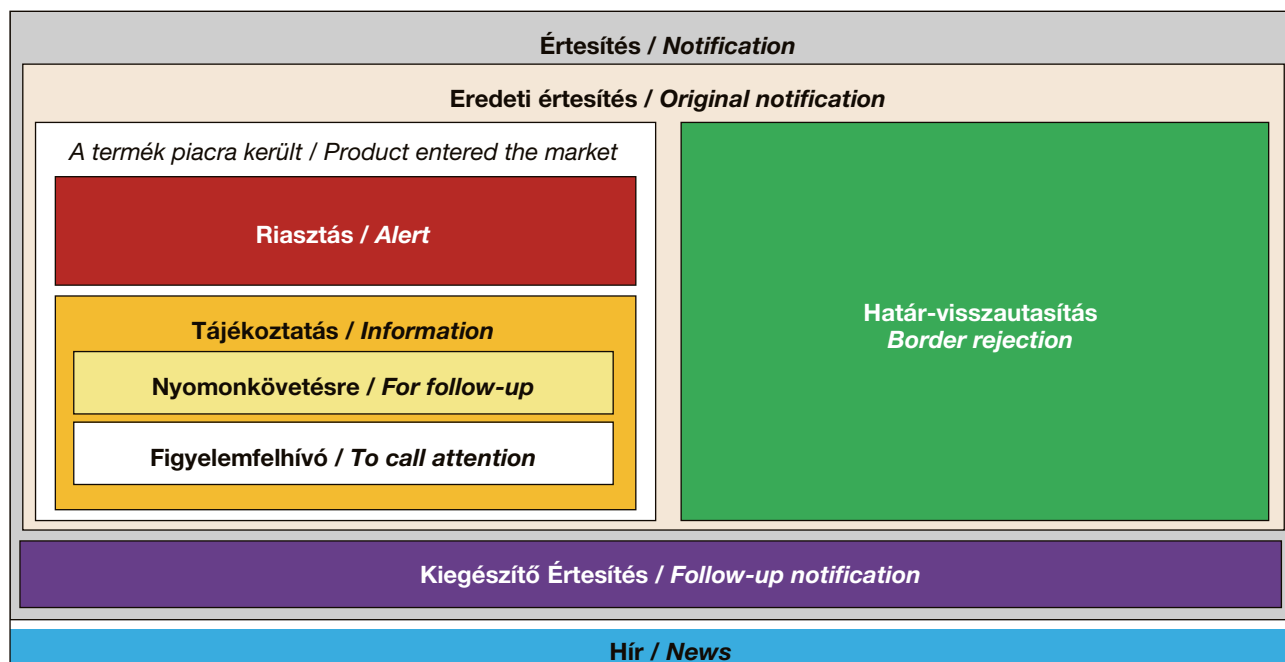 Értesítés / Notification
Eredeti értesítés / Original notification
A termék piacra került / Product entered the market
Riasztás / Alert
Tájékoztatás / Information
Nyomonkövetésre / For follow-up
Figyelemfelhívó / To call attention
Határ-visszautasítás
Border rejection
Kiegészítő Értesítés / Follow-up notification
Hír / News